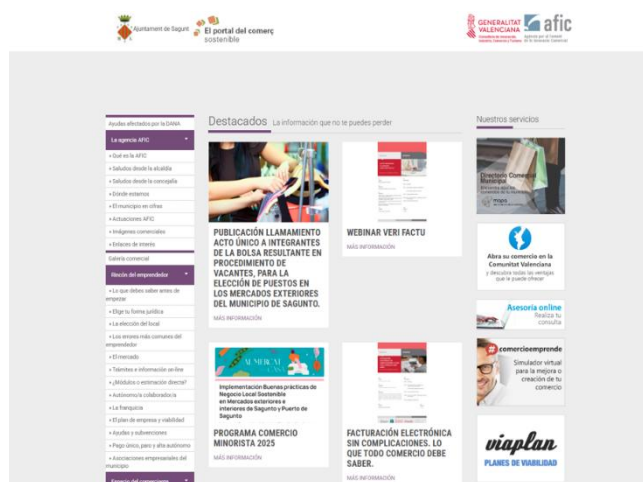 Ajuntament de Sagunt
El portal del comerç
sostenible
GENERALITAT
VALENCIANA
afic
Ayudas afectados por la DANA
La agencia AFIC
» Qué es la AFIC
» Saludos desde la alcaldía
» Saludos desde la concejalía
» Dónde estamos
» El municipio en cifras
» Actuaciones AFIC
» Imágenes comerciales
» Enlaces de interés
Galería comercial
Rincón del emprendedor
» Lo que debes saber antes de
empezar
» Elige tu forma jurídica
» La elección del local
» Los errores más comunes del
emprendedor
» El mercado
» Trámites e información on-line
» ¿Módulos o estimación directa?
» Autónomo/a colaborador/a
» La franquicia
» El plan de empresa y viabilidad
» Ayudas y subvenciones
» Pago único, paro y alta autónomo
» Asociaciones empresariales del
municipio
Espacio del comerciante
Destacados La información que no te puedes perder
PUBLICACIÓN LLAMAMIENTO
ACTO ÚNICO A INTEGRANTES
DE LA BOLSA RESULTANTE EN
PROCEDIMIENTO DE
VACANTES, PARA LA
ELECCIÓN DE PUESTOS EN
LOS MERCADOS EXTERIORES
DEL MUNICIPIO DE SAGUNTO.
MÁS INFORMACIÓN
WEBINAR VERI FACTU
MÁS INFORMACIÓN
Implementación Buenas prácticas de
Negocio Local Sostenible
en Mercados exteriores e
interiores de Sagunto y Puerto de
Sagunto
PROGRAMA COMERCIO
MINORISTA 2025
MÁS INFORMACIÓN
FACTURACIÓN ELECTRÓNICA
SIN COMPLICACIONES. LO
QUE TODO COMERCIO DEBE
SABER.
MÁS INFORMACIÓN
Nuestros servicios
Directorio Comercial
Municipal
Abra su comercio en la
Comunitat Valenciana
y descubra todas las ventajas
que le puede ofrecer
Asesoría online
Realiza tu
consulta
#comercioemprende
Simulador virtual
para la mejora o
creación de tu
comercio
viaplan
PLANES DE VIABILIDAD